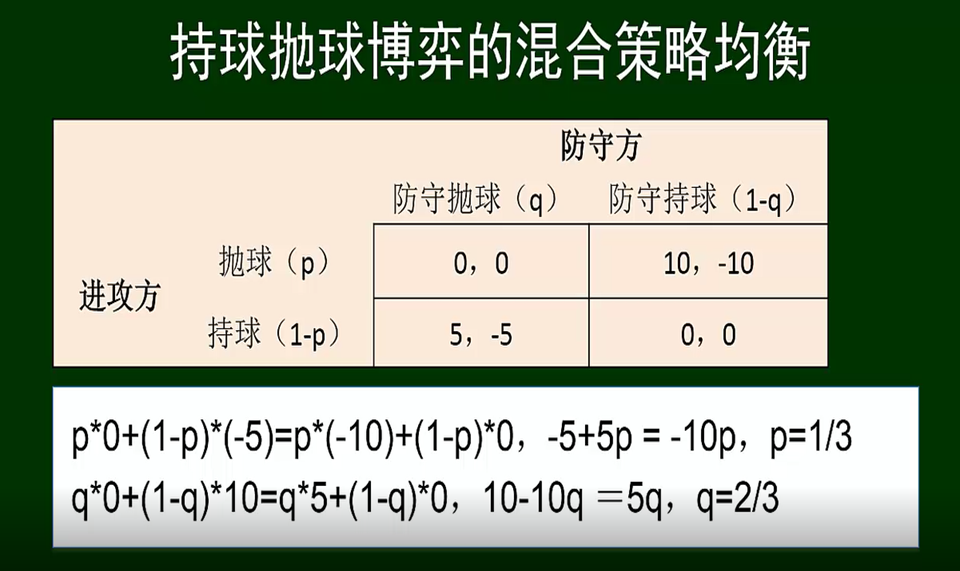 持球抛球博弈的混合策略均衡
防守方
防守抛球（q） 防守持球（1-q）
抛球（p） 0，0 10，-10
进攻方
持球（1-p） 5，-5 0，0
p*0+(1-p)*(-5)=p*(-10)+(1-p)*0，-5+5p = -10p，p=1/3
q*0+(1-q)*10=q*5+(1-q)*0，10-10q ＝5q，q=2/3